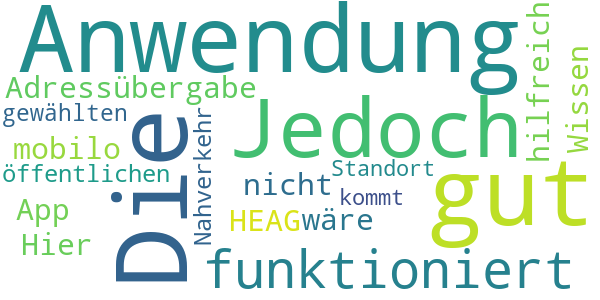 Anwendung
Adressübergabe
gewählten
mobilo
öffentlichen
App
Hier
Die
Nahverkehr
Jedoch
hilfreich
Wissen
Standort
nicht
kommt
HEAG
wäre
gut
funktioniert